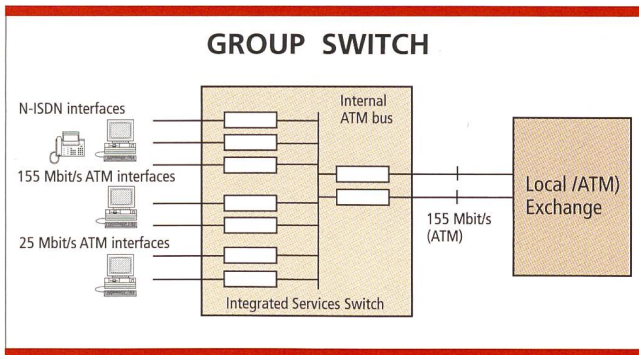 GROUP SWITCH
N-ISDN interfaces
155 Mbit/s ATM interfaces
25 Mbit/s ATM interfaces
Internal
ATM bus
Integrated Services Switch
155 Mbit/s
(ATM)
Local /ATM)
Exchange